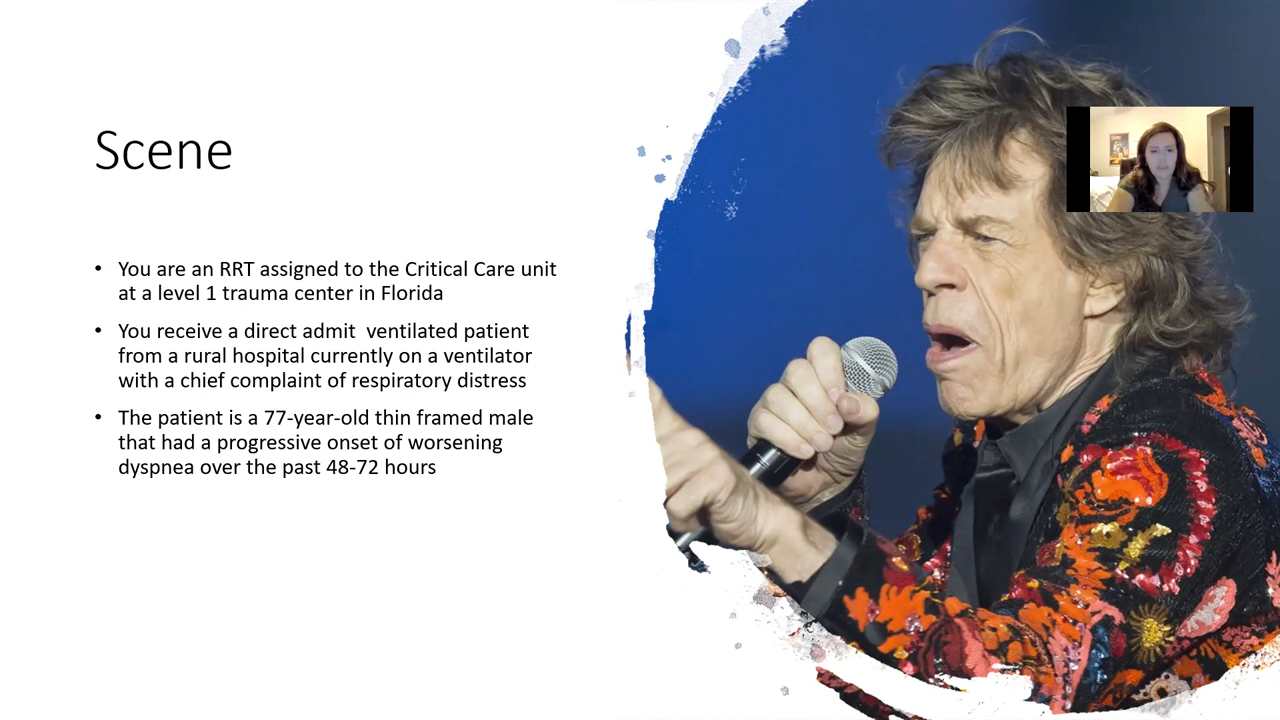 Scene
• You are an RRT assigned to the Critical Care unit
at a level 1 trauma center in Florida
• You receive a direct admit  ventilated patient
from a rural hospital currently on a ventilator
with a chief complaint of respiratory distress
• The patient is a 77-year-old thin framed male
that had a progressive onset of worsening
dyspnea over the past 48-72 hours